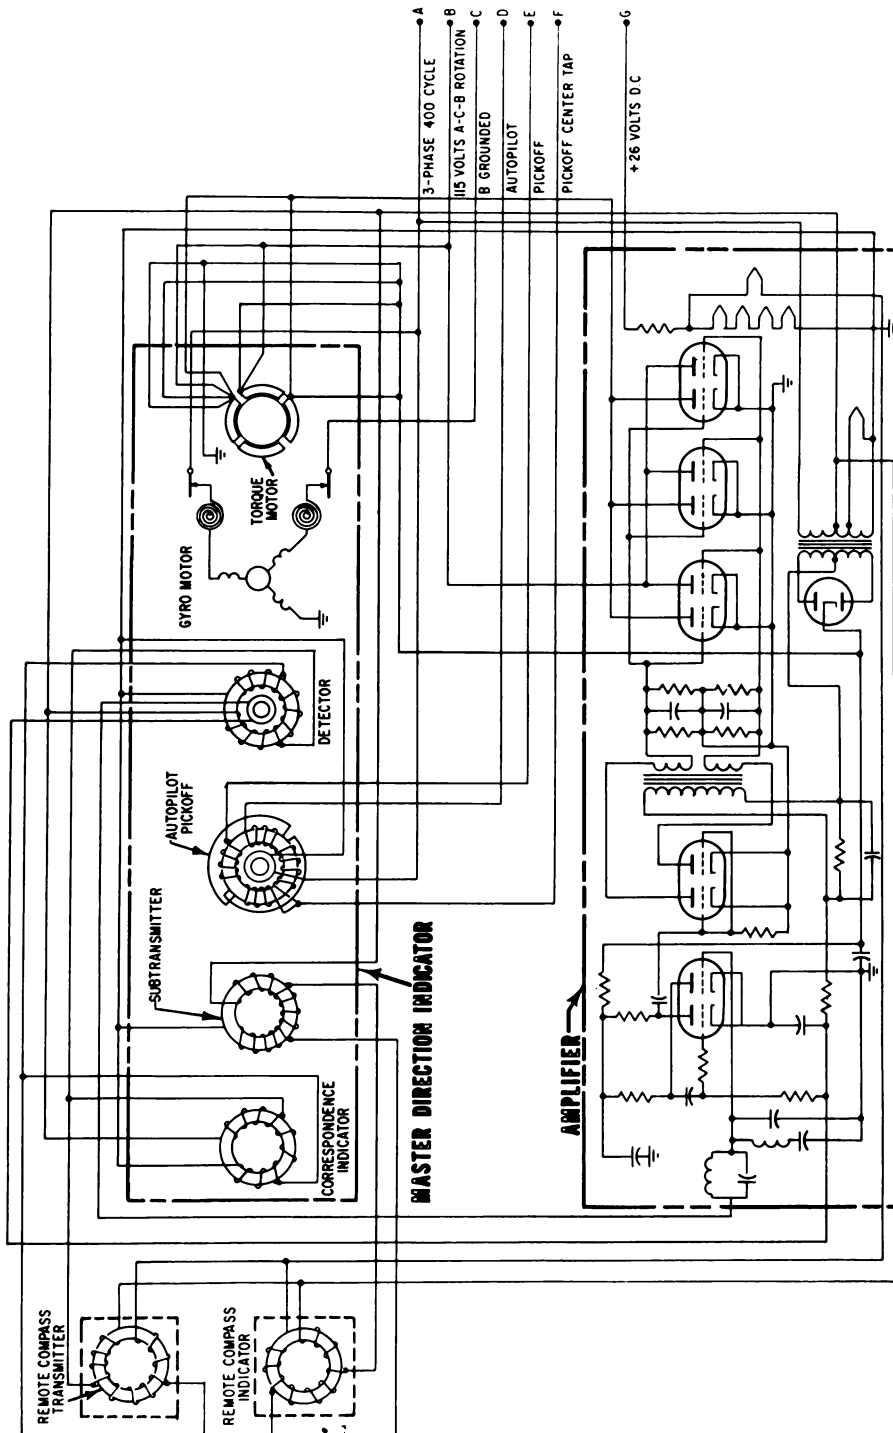 A
B
C
D
E
F
G
3-PHASE 400 CYCLE
115 VOLTS A-C-B ROTATION
B GROUNDED
AUTOPILOT
PICKOFF
PICKOFF CENTER TAP
+26 VOLTS D.C
TORQUE
MOTOR
GYRO MOTOR
DETECTOR
AUTOPILOT
PICKOFF
SUBTRANSMITTER
CORRESPONDENCE
INDICATOR
MASTER DIRECTION INDICATOR
AMPLIFIER
REMOTE COMPASS
TRANSMITTER
REMOTE COMPASS
INDICATOR